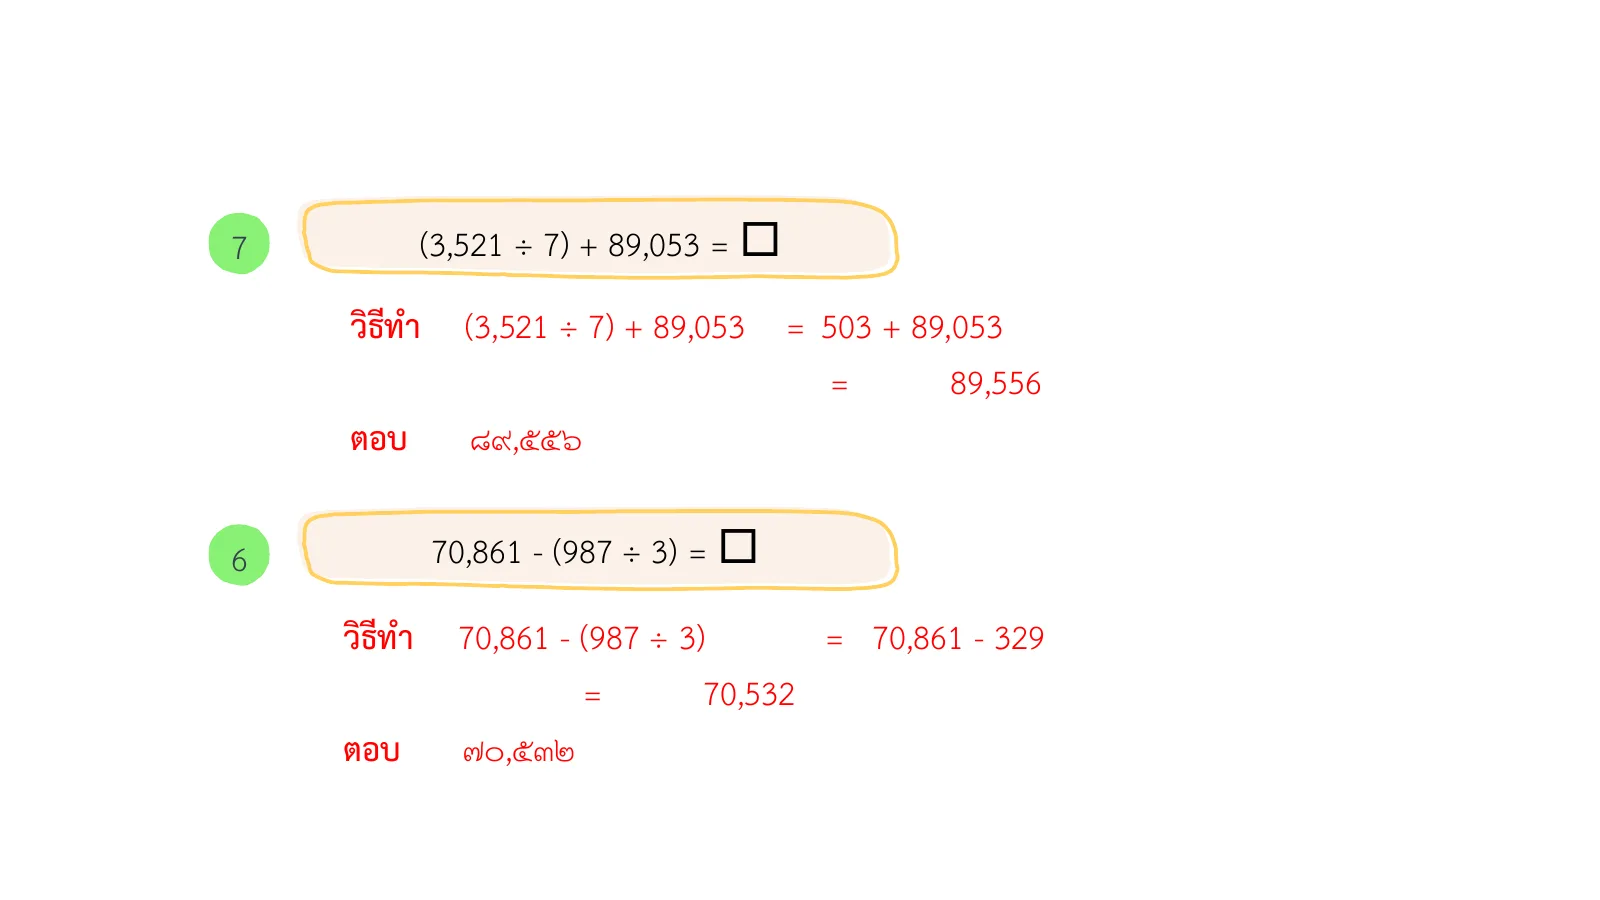 7
(3,521 ÷ 7) + 89,053 = □
วิธีทำ (3,521 ÷ 7) + 89,053 = 503 + 89,053
= 89,556
ตอบ ๘๙,๕๕๖
6
70,861 - (987 ÷ 3) = □
วิธีทำ 70,861 - (987 ÷ 3) = 70,861 - 329
= 70,532
ตอบ ๗๐,๕๓๒